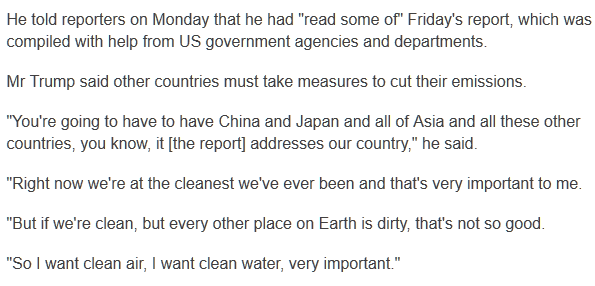 He told reporters on Monday that he had "read some of" Friday's report, which was
compiled with help from US government agencies and departments.
Mr Trump said other countries must take measures to cut their emissions.
"You're going to have to have China and Japan and all of Asia and all these other
countries, you know, it [the report] addresses our country," he said.
"Right now we're at the cleanest we've ever been and that's very important to me.
"But if we're clean, but every other place on Earth is dirty, that's not so good.
"So I want clean air, I want clean water, very important."